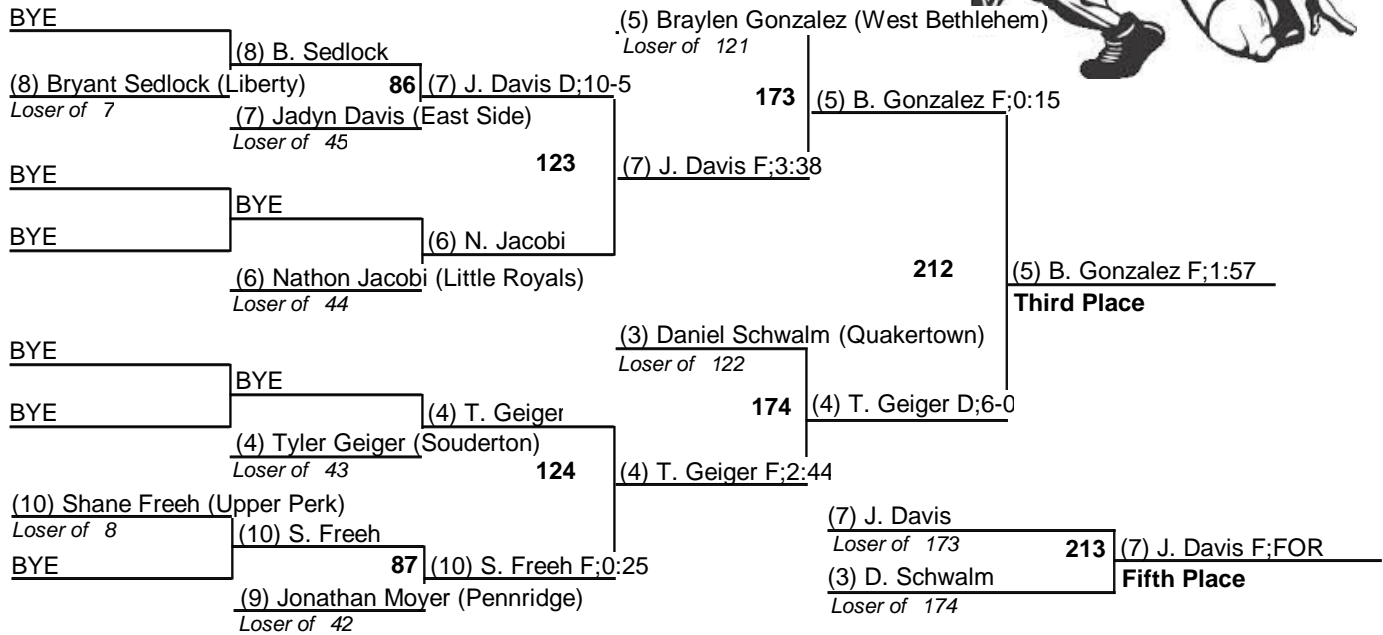 BYE
(8) B. Sedlock
(8) Bryant Sedlock (Liberty)
Loser of 7
86
(7) J. Davis D;10-5
(7) Jadyn Davis (East Side)
Loser of 45
123
BYE
BYE
BYE
(6) N. Jacobi
(6) Nathon Jacobi (Little Royals)
Loser of 44
(5) Braylen Gonzalez (West Bethlehem)
Loser of 121
173
(5) B. Gonzalez F;0:15
(7) J. Davis F;3:38
212
(5) B. Gonzalez F;1:57
Third Place
BYE
BYE
BYE
(4) T. Geiger
(4) Tyler Geiger (Souderton)
Loser of 43
124
(3) Daniel Schwalm (Quakertown)
Loser of 122
174
(4) T. Geiger D;6-0
(4) T. Geiger F;2:44
(10) Shane Freeh (Upper Perk)
Loser of 8
(10) S. Freeh
BYE
87
(10) S. Freeh F;0:25
(9) Jonathan Moyer (Pennridge)
Loser of 42
(7) J. Davis
Loser of 173
213
(7) J. Davis F;FOR
(3) D. Schwalm
Fifth Place
Loser of 174